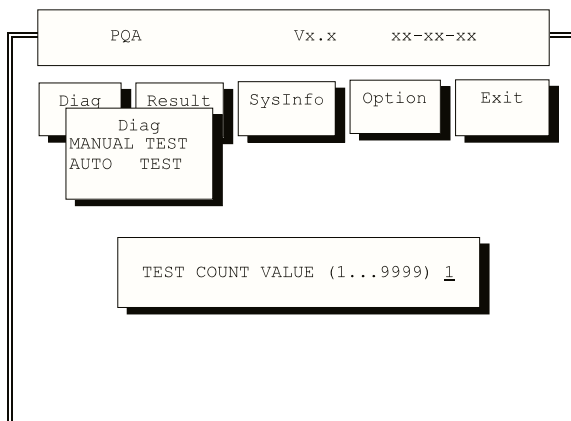 PQA Vx.x xx-xx-xx
Diag Result SysInfo Option Exit
Diag
MANUAL TEST
AUTO TEST
TEST COUNT VALUE (1...9999) 1